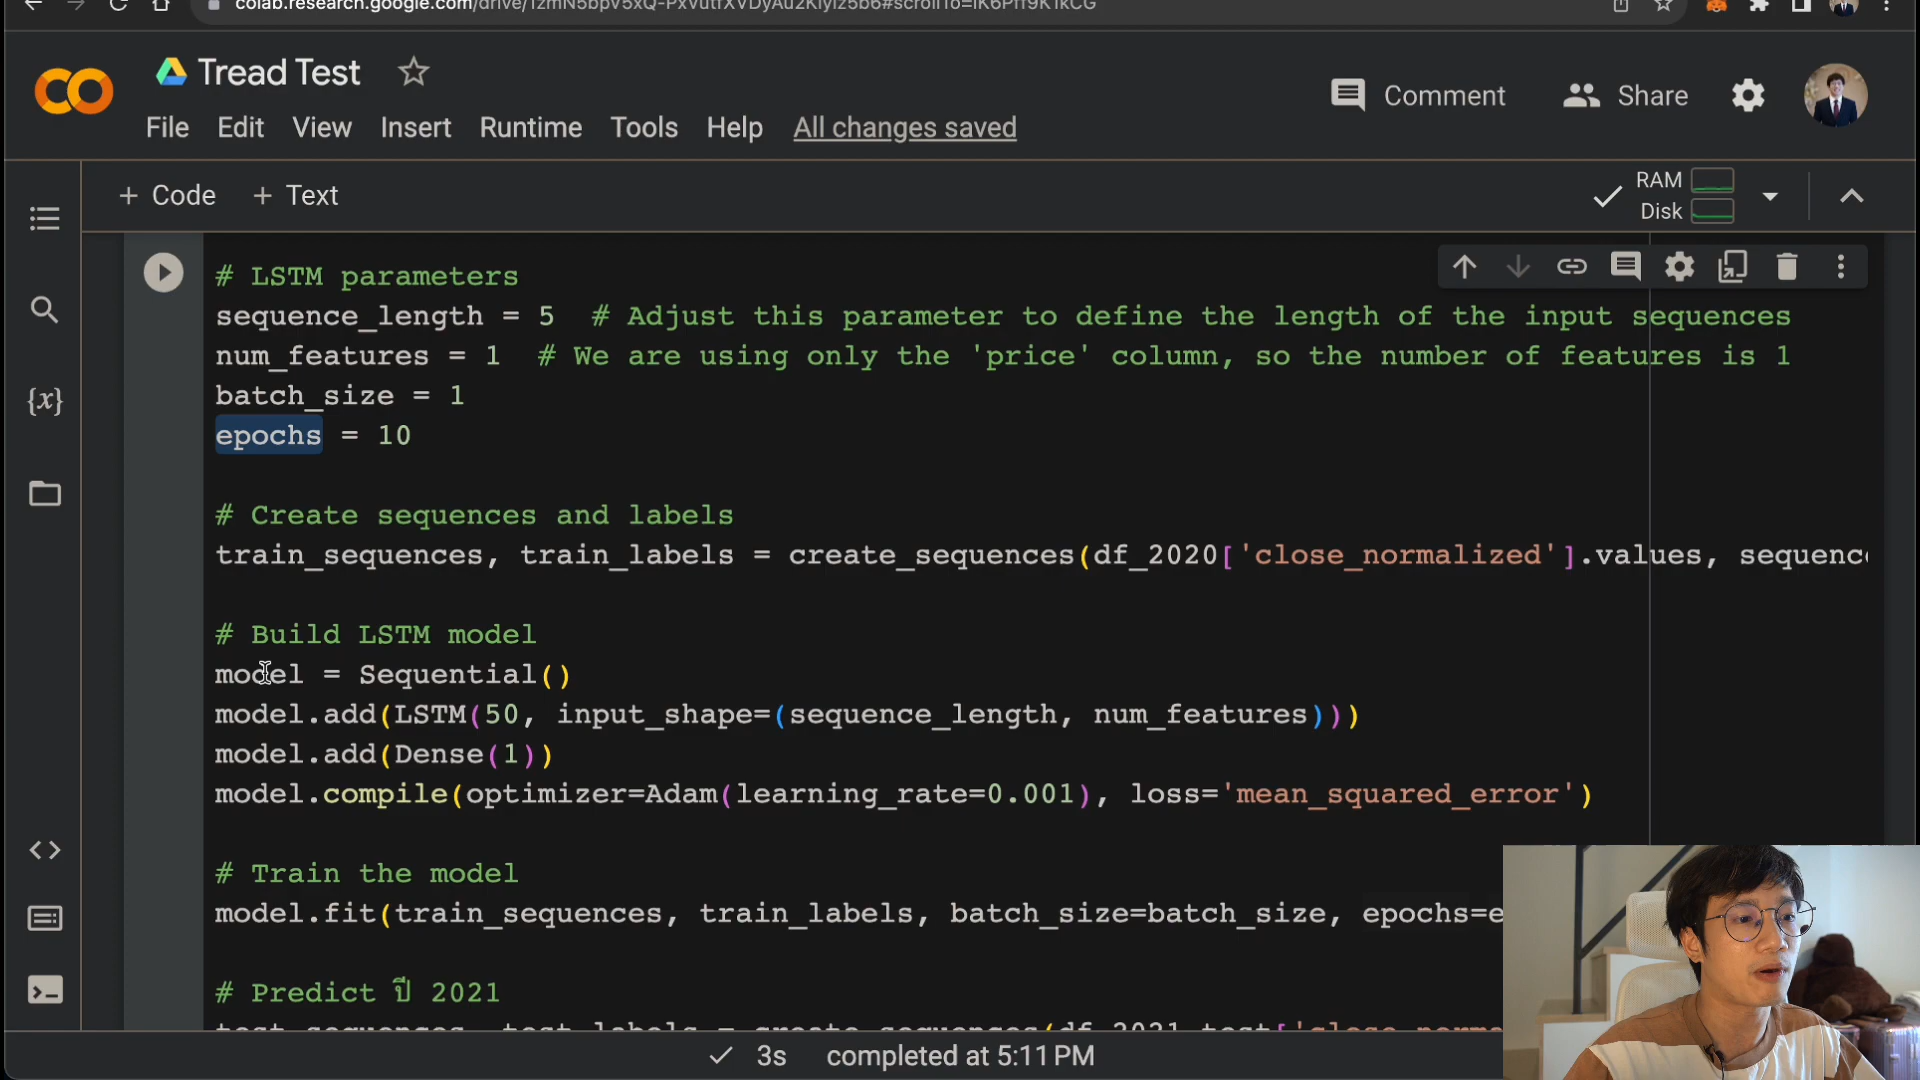 Tread Test
Comment
Share
File Edit View Insert Runtime Tools Help All changes saved
+ Code + Text
RAM
Disk
# LSTM parameters
sequence_length = 5 # Adjust this parameter to define the length of the input sequences
num_features = 1 # We are using only the 'price' column, so the number of features is 1
batch_size = 1
epochs = 10
# Create sequences and labels
train_sequences, train_labels = create_sequences(df_2020['close_normalized'].values, sequenc
# Build LSTM model
model = Sequential()
model.add(LSTM(50, input_shape=(sequence_length, num_features)))
model.add(Dense(1))
model.compile(optimizer=Adam(learning_rate=0.001), loss='mean_squared_error')
# Train the model
model.fit(train_sequences, train_labels, batch_size=batch_size, epochs=e
# Predict ปี 2021
3s completed at 5:11 PM